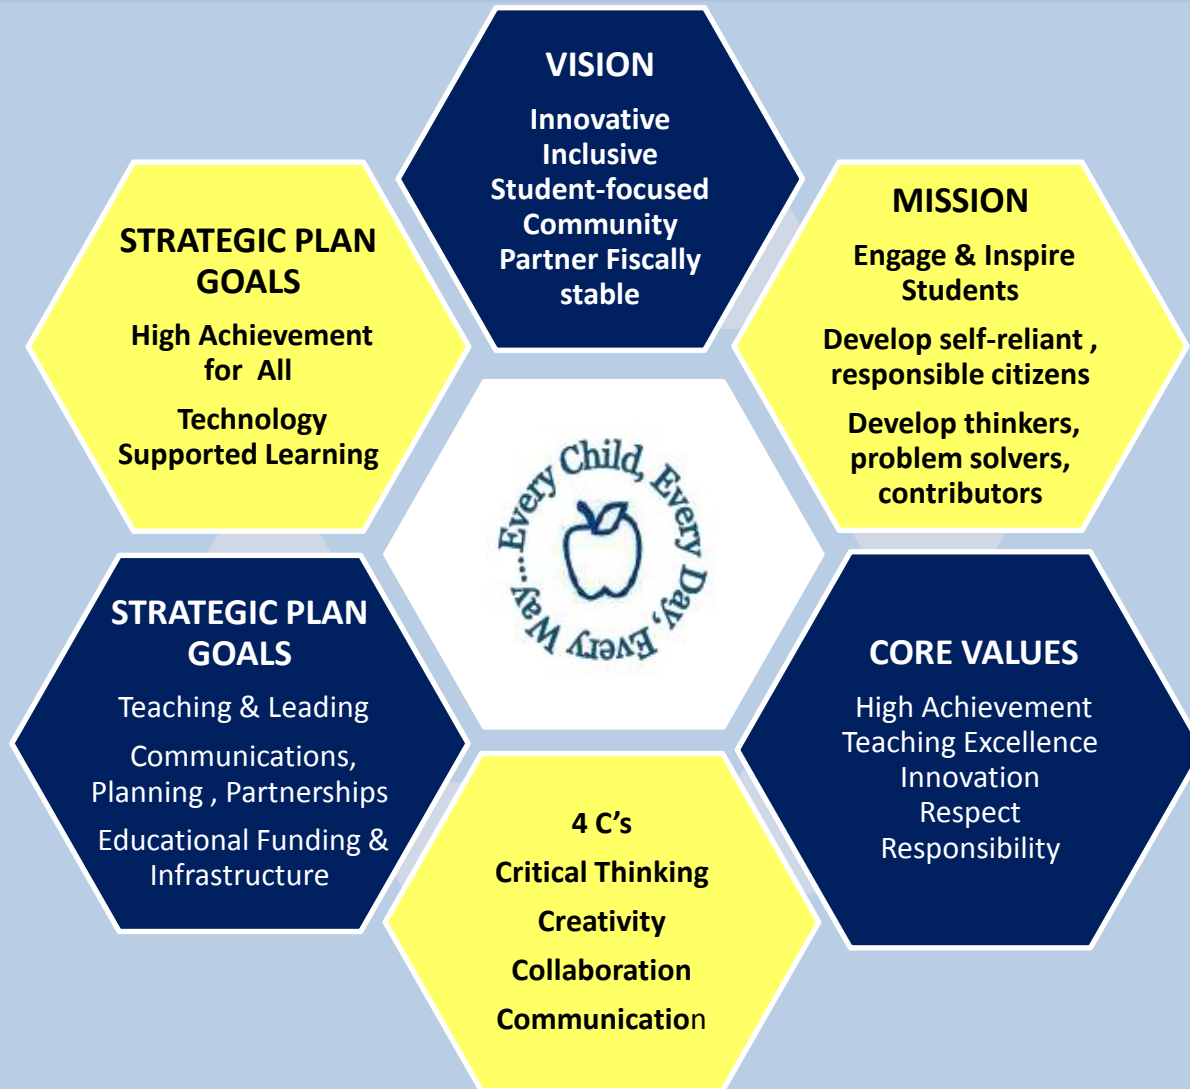 VISION
Innovative
Inclusive
Student-focused
Community
Partner Fiscally
stable
MISSION
Engage & Inspire
Students
Develop self-reliant ,
responsible citizens
Develop thinkers,
problem solvers,
contributors
CORE VALUES
High Achievement
Teaching Excellence
Innovation
Respect
Responsibility
4 C’s
Critical Thinking
Creativity
Collaboration
Communication
STRATEGIC PLAN
GOALS
Teaching & Leading
Communications,
Planning , Partnerships
Educational Funding &
Infrastructure
STRATEGIC PLAN
GOALS
High Achievement
for All
Technology
Supported Learning
Every Child, Every Day, Every Way...